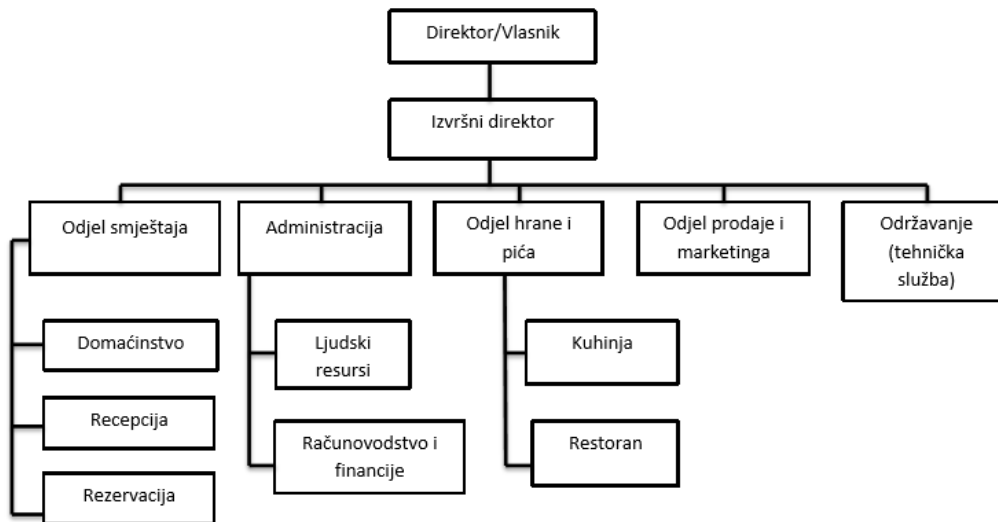 Direktor/Vlasnik
Izvršni direktor
Odjel smještaja
Administracija
Odjel hrane i
pića
Odjel prodaje i
marketinga
Održavanje
(tehnička
služba)
Domaćinstvo
Recepcija
Rezervacija
Ljudski
resursi
Računovodstvo i
financije
Kuhinja
Restoran